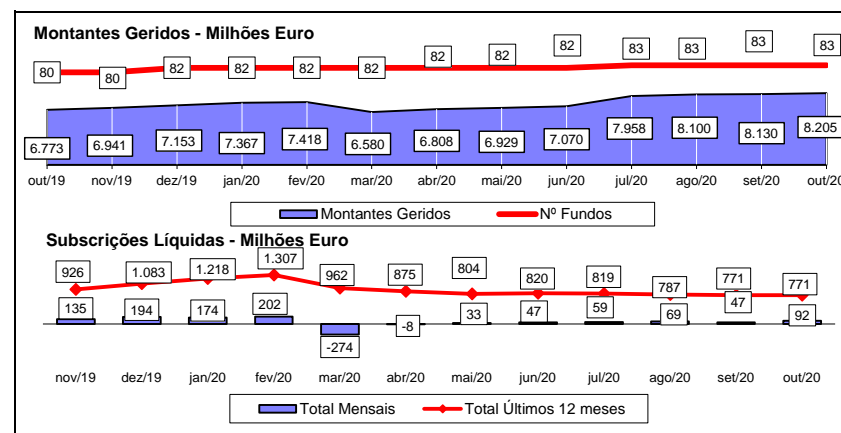 Montantes Geridos - Milhões Euro
80 80 82 82 82 82 82 82 82 83 83 83 83
6.773 6.941 7.153 7.367 7.418 6.580 6.808 6.929 7.070 7.958 8.100 8.130 8.205
out/19 nov/19 dez/19 jan/20 fev/20 mar/20 abr/20 mai/20 jun/20 jul/20 ago/20 set/20 out/20
Montantes Geridos Nº Fundos
Subscrições Líquidas - Milhões Euro
926 1.083 1.218 1.307 962 875 804 820 819 787 771 771
135 194 174 202 -274 -8 33 47 59 69 47 92
nov/19 dez/19 jan/20 fev/20 mar/20 abr/20 mai/20 jun/20 jul/20 ago/20 set/20 out/20
Total Mensais Total Últimos 12 meses